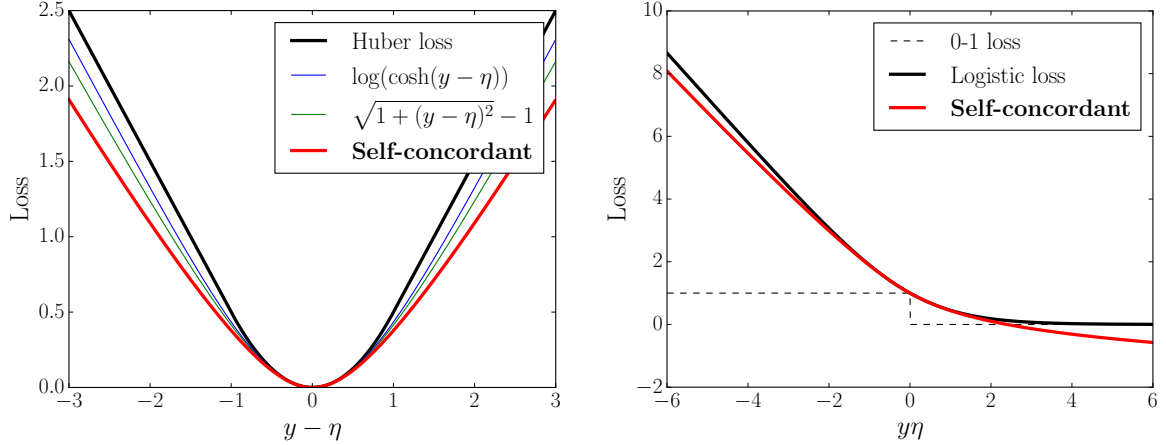 2.5
2.0
1.5
1.0
0.5
0.0
Loss
−3
−2
−1
0
1
2
3
y − η
Huber loss
log(cosh(y − η))
√1 + (y − η)² − 1
Self-concordant
10
8
6
4
2
0
−2
Loss
−6
−4
−2
0
2
4
6
yη
0-1 loss
Logistic loss
Self-concordant